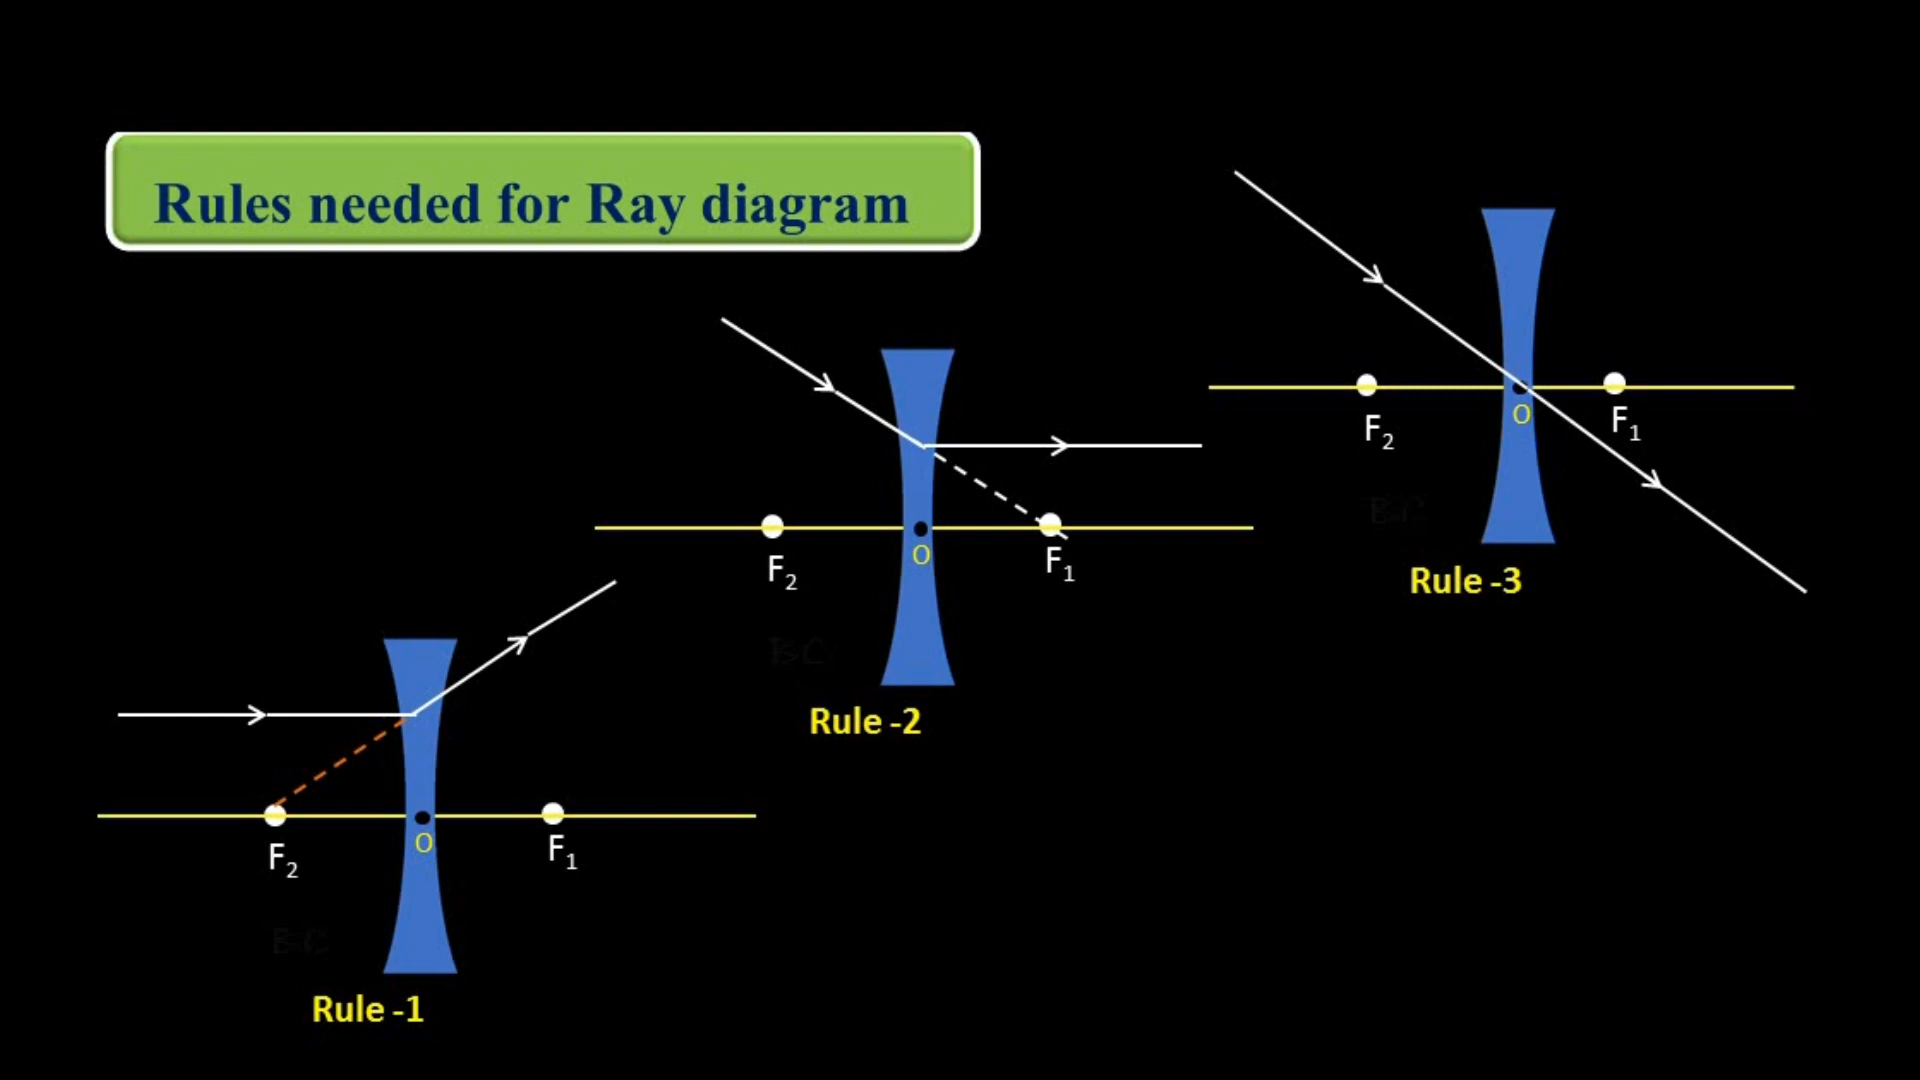 Rules needed for Ray diagram
F₂
O
F₁
Rule -3
F₂
O
F₁
Rule -2
F₂
O
F₁
Rule -1